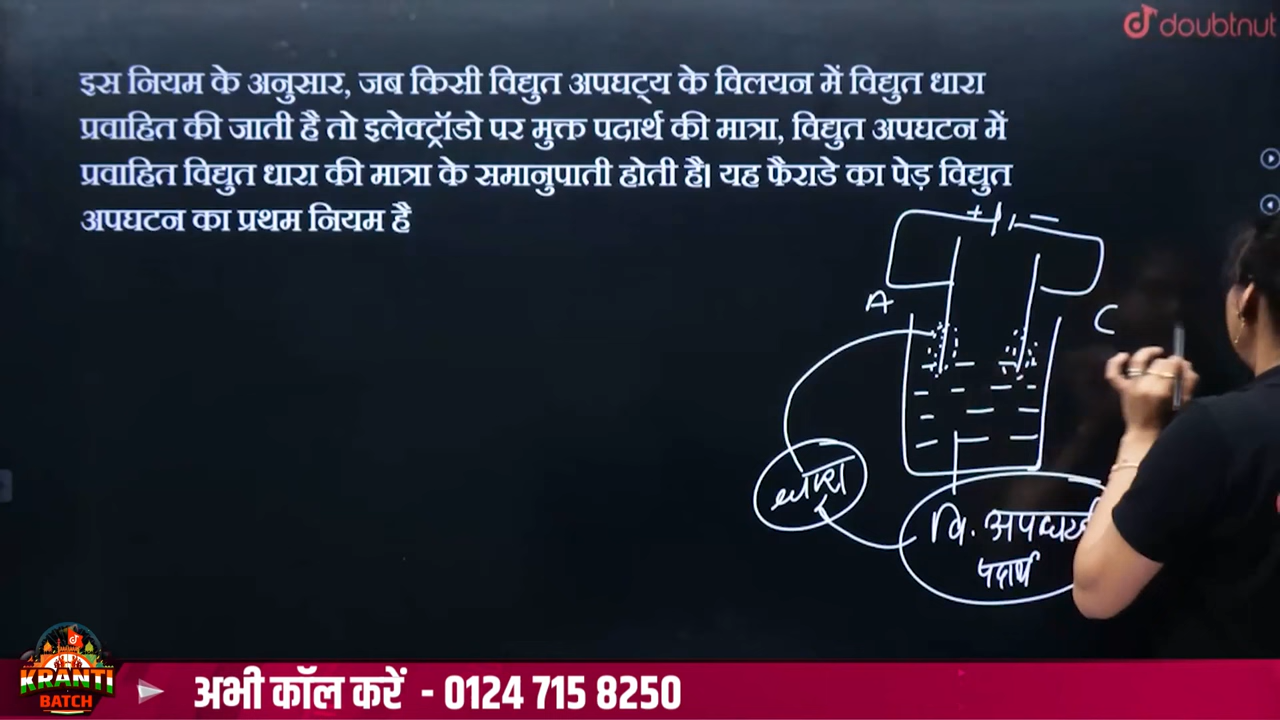 doubtnut
इस नियम के अनुसार, जब किसी विद्युत अपघट्य के विलयन में विद्युत धारा
प्रवाहित की जाती है तो इलेक्ट्रॉडो पर मुक्त पदार्थ की मात्रा, विद्युत अपघटन में
प्रवाहित विद्युत धारा की मात्रा के समानुपाती होती है। यह फैराडे का पेड़ विद्युत
अपघटन का प्रथम नियम है
+ −
A
C
वि.
पदार्थ
KRANTI
BATCH
अभी कॉल करें - 0124 715 8250